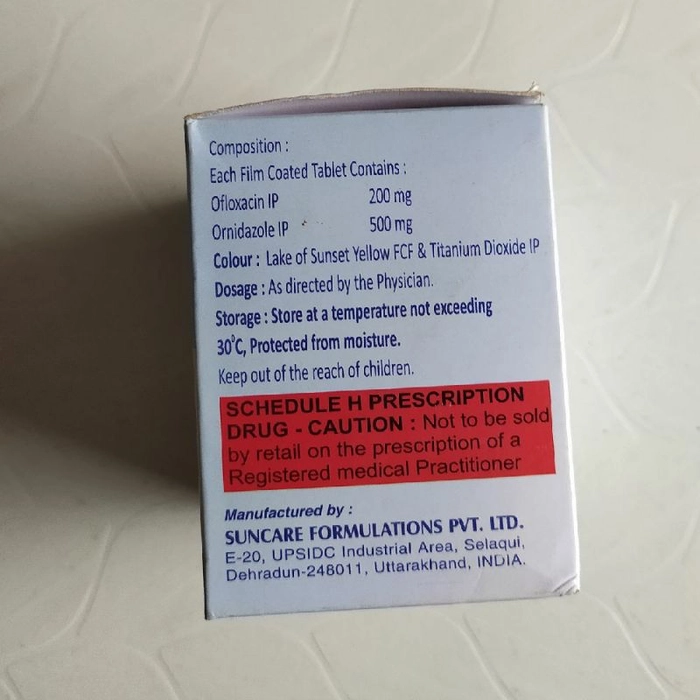 Composition :
Each Film Coated Tablet Contains :
Ofloxacin IP 200 mg
Ornidazole IP 500 mg
Colour : Lake of Sunset Yellow FCF & Titanium Dioxide IP
Dosage : As directed by the Physician.
Storage : Store at a temperature not exceeding
30°C, Protected from moisture.
Keep out of the reach of children.
SCHEDULE H PRESCRIPTION
DRUG - CAUTION : Not to be sold
by retail on the prescription of a
Registered medical Practitioner
Manufactured by :
SUNCARE FORMULATIONS PVT. LTD.
E-20, UPSIDC Industrial Area, Selaqui,
Dehradun-248011, Uttarakhand, INDIA.